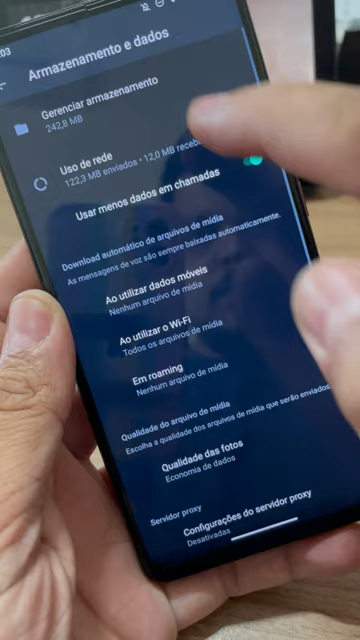 03
Armazenamento e dados
Gerenciar armazenamento
242,8 MB
Uso de rede
122,3 MB enviados • 12,0 MB receb
Usar menos dados em chamadas
Download automático de arquivos de mídia
As mensagens de voz são sempre baixadas automaticamente.
Ao utilizar dados móveis
Nenhum arquivo de mídia
Ao utilizar o Wi-Fi
Todos os arquivos de mídia
Em roaming
Nenhum arquivo de mídia
Qualidade do arquivo de mídia
Escolha a qualidade dos arquivos de mídia que serão enviados
Qualidade das fotos
Economia de dados
Servidor proxy
Configurações do servidor proxy
Desativadas